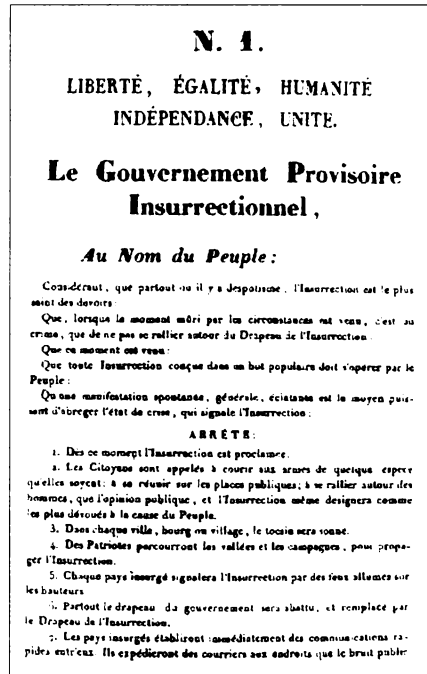 N. 1.
LIBERTÉ, ÉGALITÉ, HUMANITÉ
INDÉPENDANCE, UNITE.
Le Gouvernement Provisoire
Insurrectionnel,
Au Nom du Peuple:
Considérant, que partout ou il y a despotisme, l'Insurrection est le plus
saint des devoirs:
Que, lorsque le moment mûri par les circonstances est venu, c'est un
crime, que de ne pas se rallier autour du Drapeau de l'Insurrection:
Que ce moment est venu:
Que toute Insurrection conçue dans un but populaire doit s'opérer par le
Peuple:
Qu'une manifestation spontanée, générale, éclatante est le moyen puis-
sant d'abreger l'état de crise, qui signale l'Insurrection:
ARRÊTE:
1. Dès ce moment l'Insurrection est proclamée.
2. Les Citoyens sont appelés à courir aux armes de quelque espece
qu'elles soyent: à se réunir sur les places publiques; à se rallier autour des
hommes, que l'opinion publique, et l'Insurrection même designera comme
les plus dévoués à la cause du Peuple.
3. Dans chaque ville, bourg ou village, le tocsin sera sonné.
4. Des Patriotes parcourront les vallées et les campagnes, pour propa-
ger l'Insurrection.
5. Chaque pays insurgé signalera l'Insurrection par des feux allumés sur
les hauteurs
6. Partout le drapeau du gouvernement sera abattu, et remplacé par
le Drapeau de l'Insurrection.
7. Les pays insurgés établiront immédiatement des communications ra-
pides entr'eux. Ils expédieront des courriers aux endroits que le bruit public